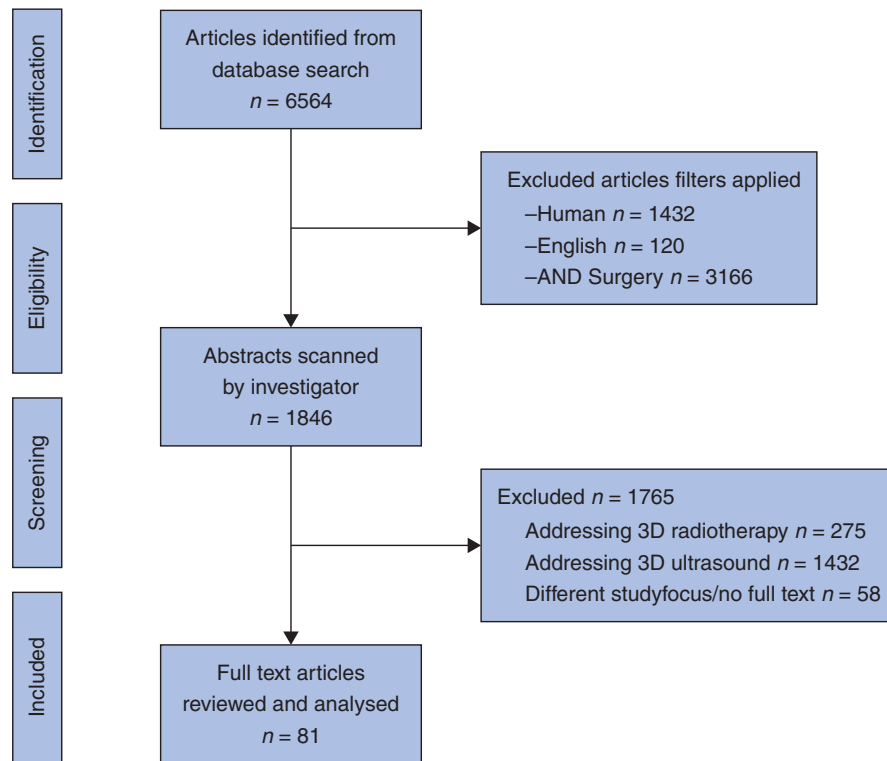 Identification
Articles identified from
database search
n = 6564
Excluded articles filters applied
–Human n = 1432
–English n = 120
–AND Surgery n = 3166
Eligibility
Abstracts scanned
by investigator
n = 1846
Screening
Excluded n = 1765
Addressing 3D radiotherapy n = 275
Addressing 3D ultrasound n = 1432
Different studyfocus/no full text n = 58
Included
Full text articles
reviewed and analysed
n = 81